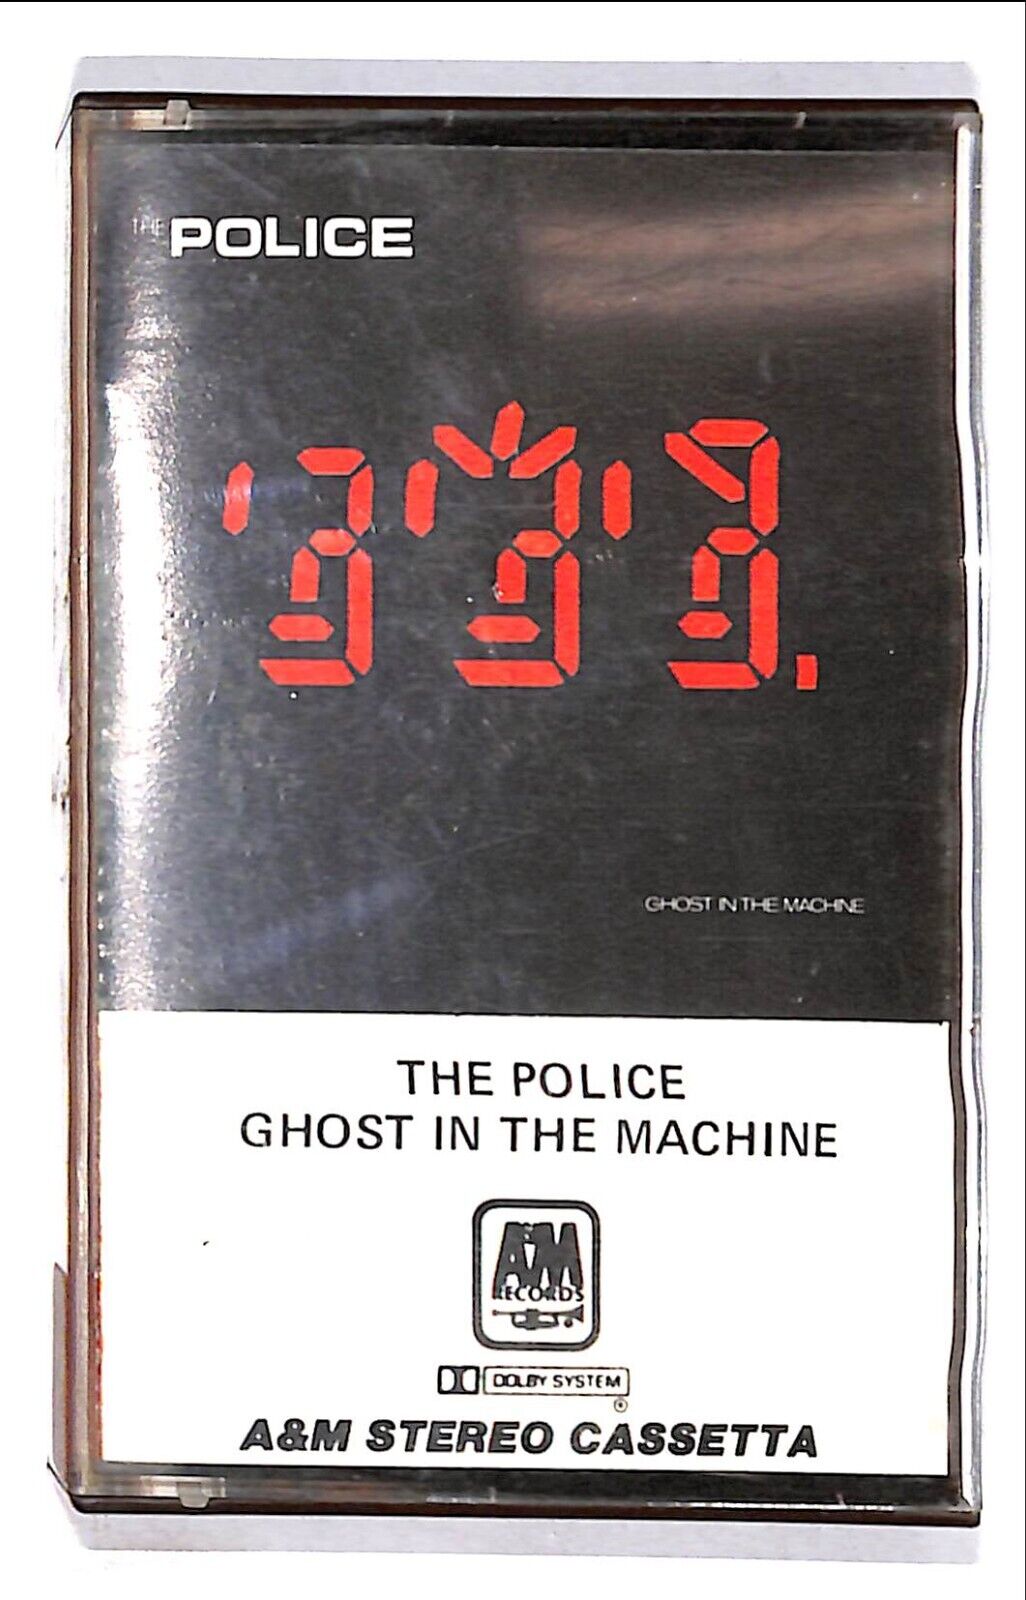 THE POLICE
GHOST IN THE MACHINE
THE POLICE
GHOST IN THE MACHINE
A&M
RECORDS
DOLBY SYSTEM
®
A&M STEREO CASSETTA